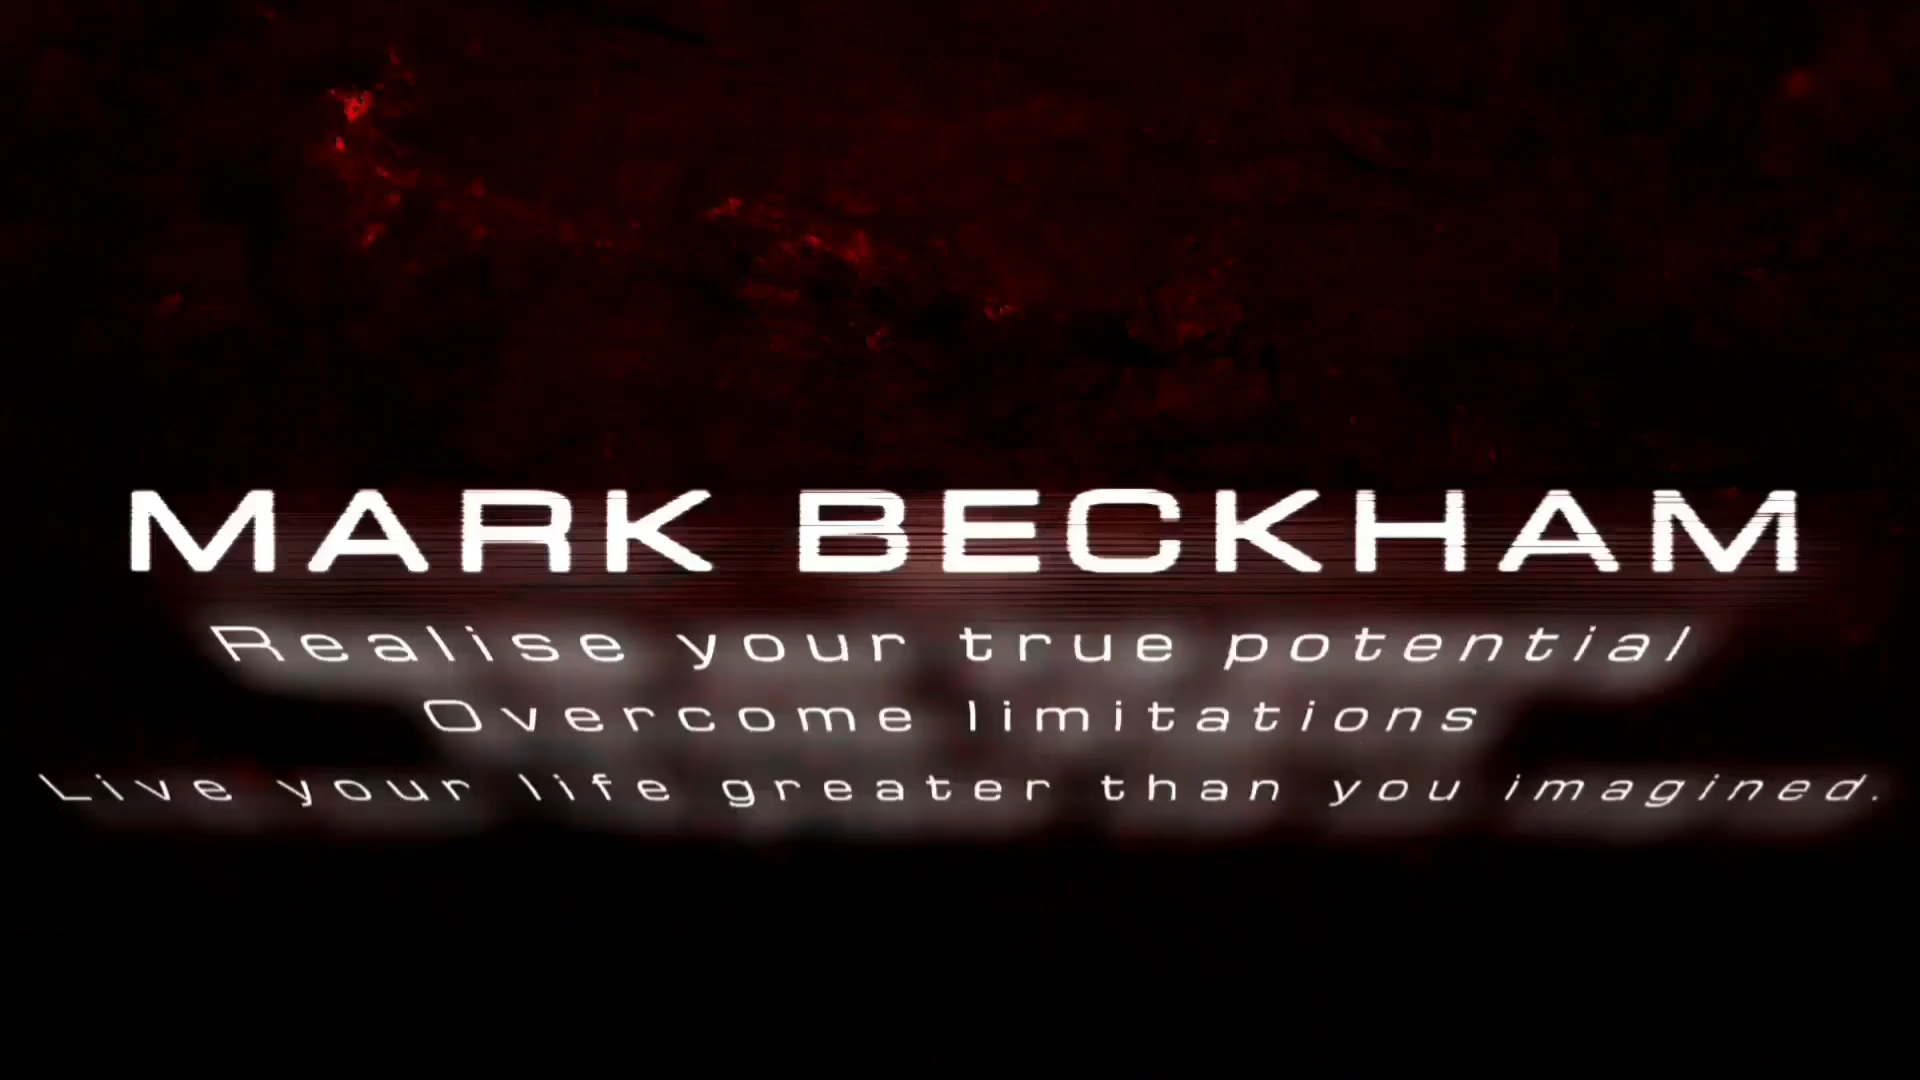 MARK BECKHAM
Realise your true potential
Overcome limitations
Live your life greater than you imagined.